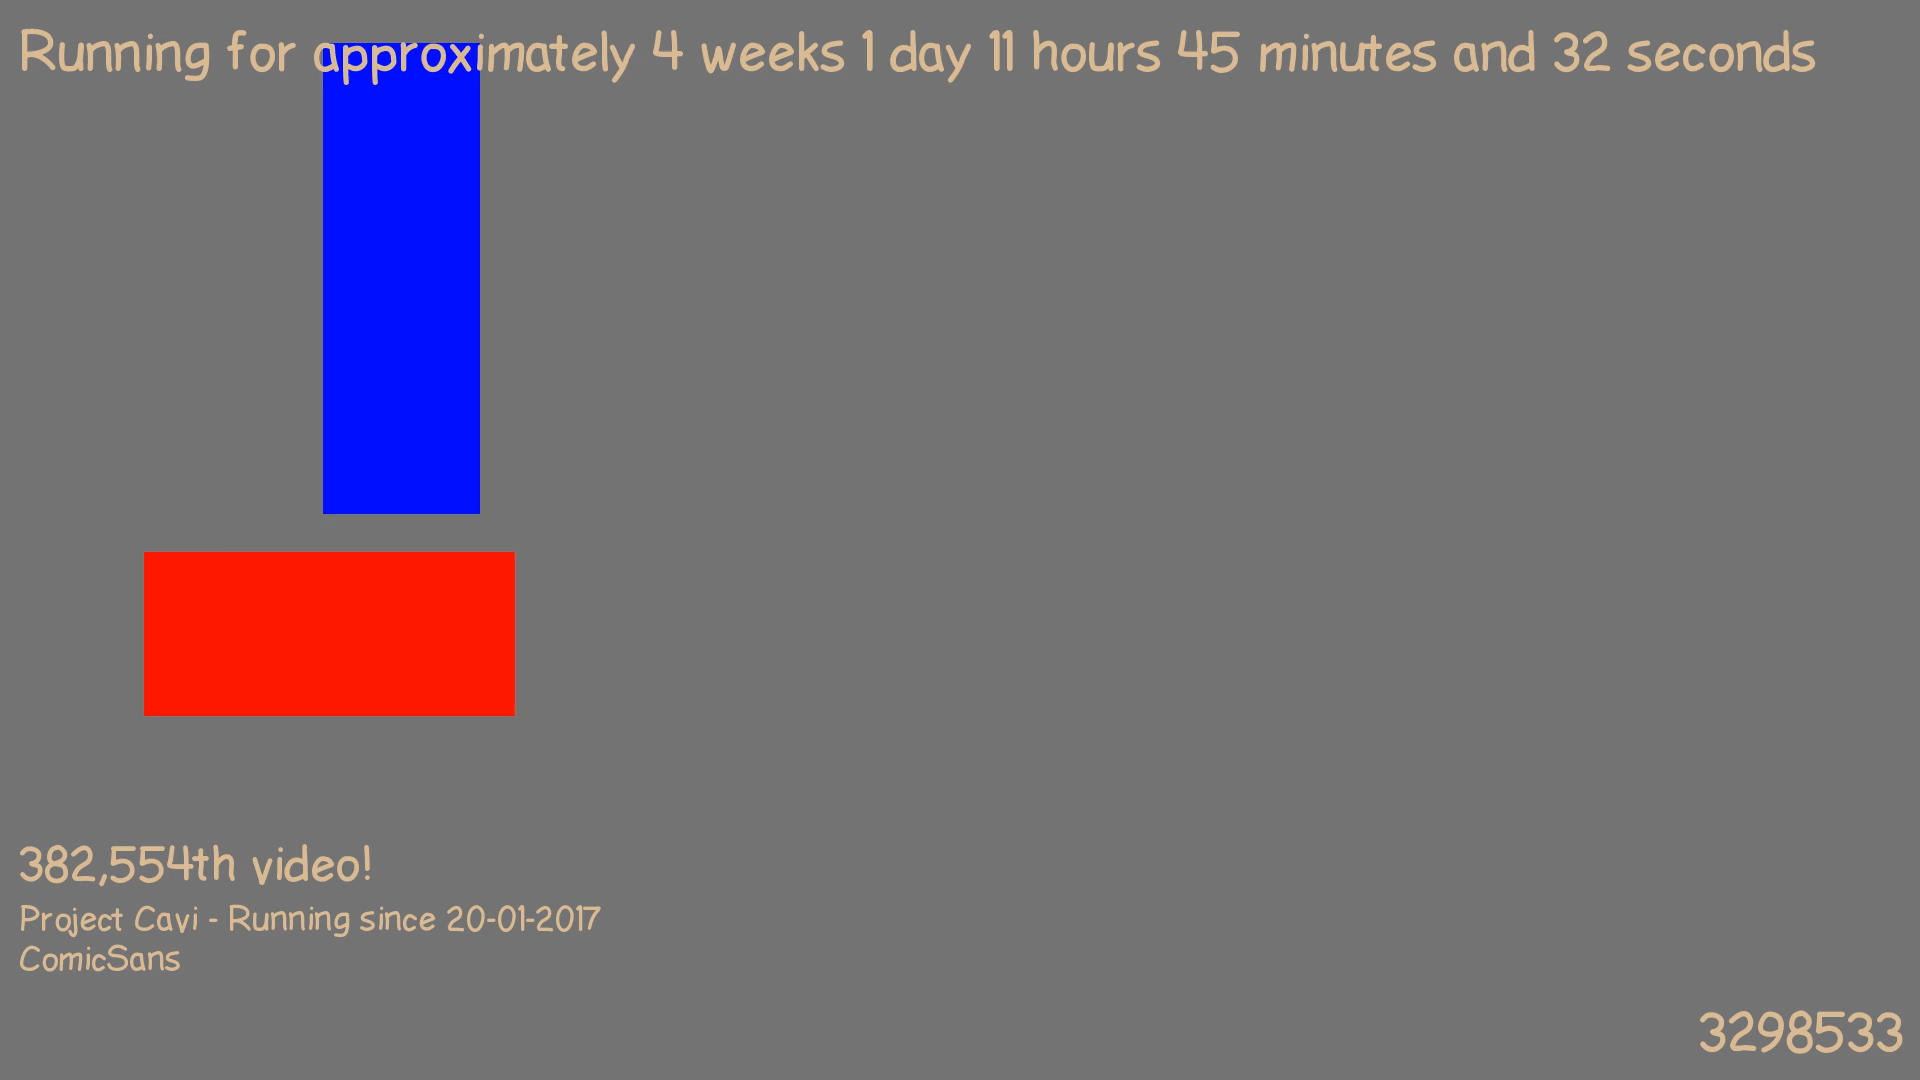 Running for approximately 4 weeks 1 day 11 hours 45 minutes and 32 seconds
382,554th video!
Project Cavi - Running since 20-01-2017
ComicSans
3298533